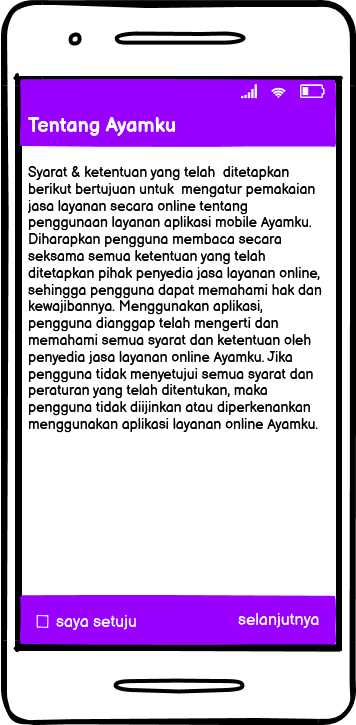 Tentang Ayamku
Syarat & ketentuan yang telah ditetapkan
berikut bertujuan untuk mengatur pemakaian
jasa layanan secara online tentang
penggunaan layanan aplikasi mobile Ayamku.
Diharapkan pengguna membaca secara
seksama semua ketentuan yang telah
ditetapkan pihak penyedia jasa layanan online,
sehingga pengguna dapat memahami hak dan
kewajibannya. Menggunakan aplikasi,
pengguna dianggap telah mengerti dan
memahami semua syarat dan ketentuan oleh
penyedia jasa layanan online Ayamku. Jika
pengguna tidak menyetujui semua syarat dan
peraturan yang telah ditentukan, maka
pengguna tidak diijinkan atau diperkenankan
menggunakan aplikasi layanan online Ayamku.
saya setuju selanjutnya